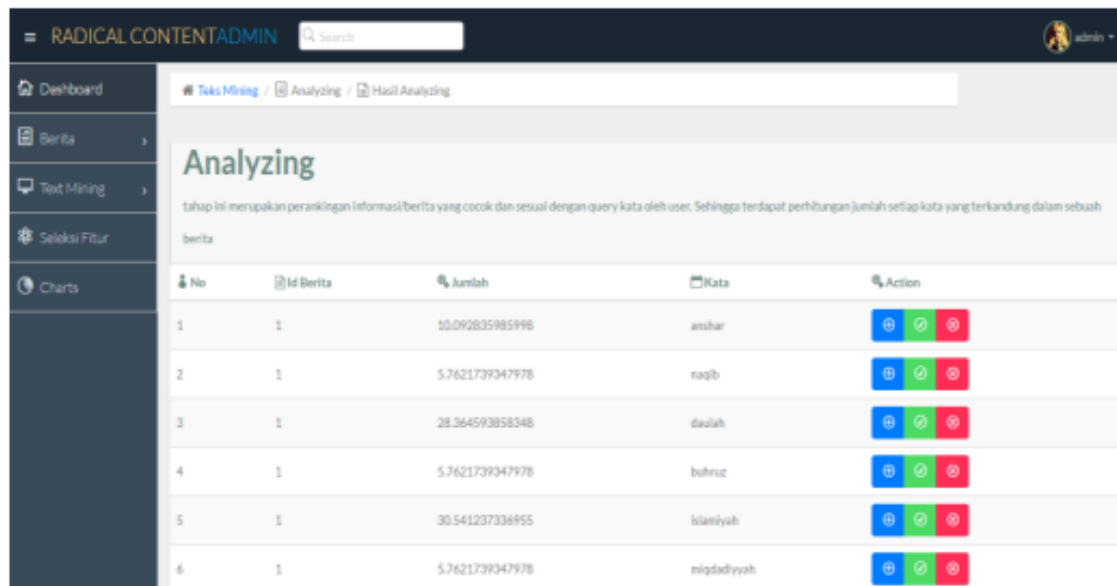 RADICAL CONTENTADMIN Search admin
Dashboard
Berita
Text Mining
Seleksi Fitur
Charts
Teks Mining / Analyzing / Hasil Analyzing
Analyzing
tahap ini merupakan perankingan informasi/berita yang cocok dan sesuai dengan query kata oleh user. Sehingga terdapat perhitungan jumlah setiap kata yang terkandung dalam sebuah
berita
No Id Berita Jumlah Kata Action
1 1 10.092835985998 anshar
2 1 5.7621739347978 naqib
3 1 28.364593858348 daulah
4 1 5.7621739347978 buhruz
5 1 30.541237336955 islamiyah
6 1 5.7621739347978 miqdadiyyah